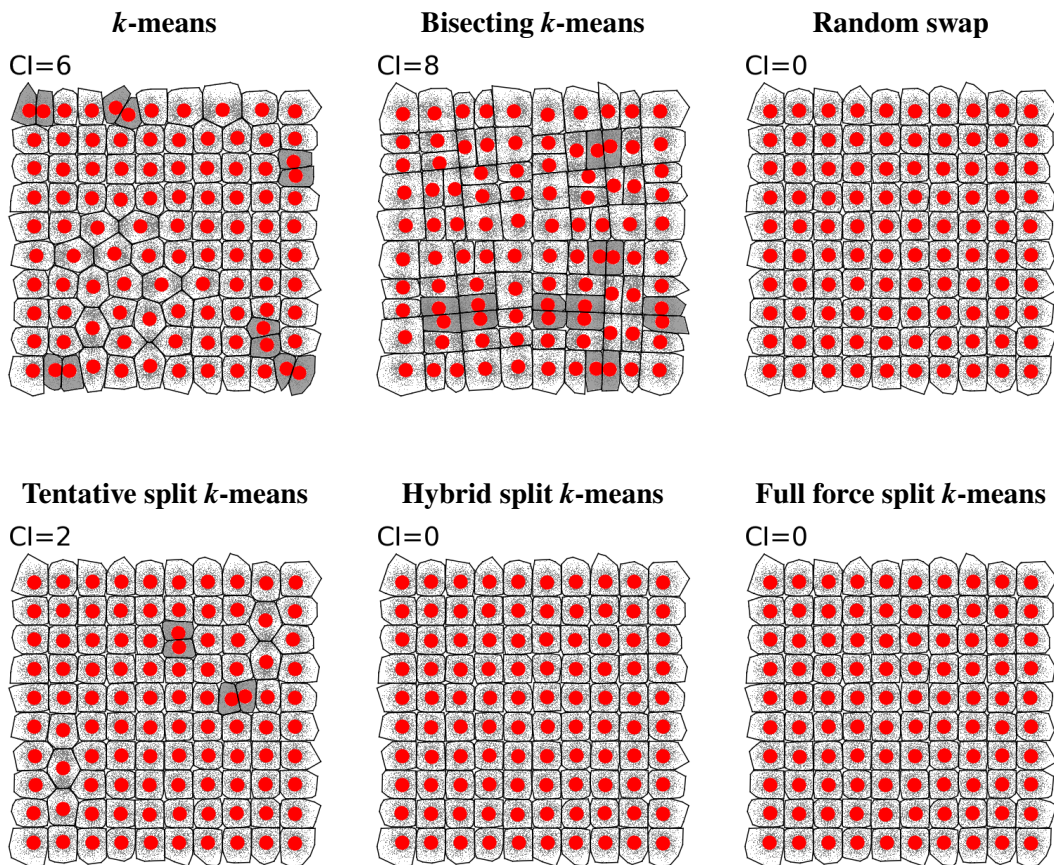 k-means
Bisecting k-means
Random swap
CI=6
CI=8
CI=0
Tentative split k-means
Hybrid split k-means
Full force split k-means
CI=2
CI=0
CI=0